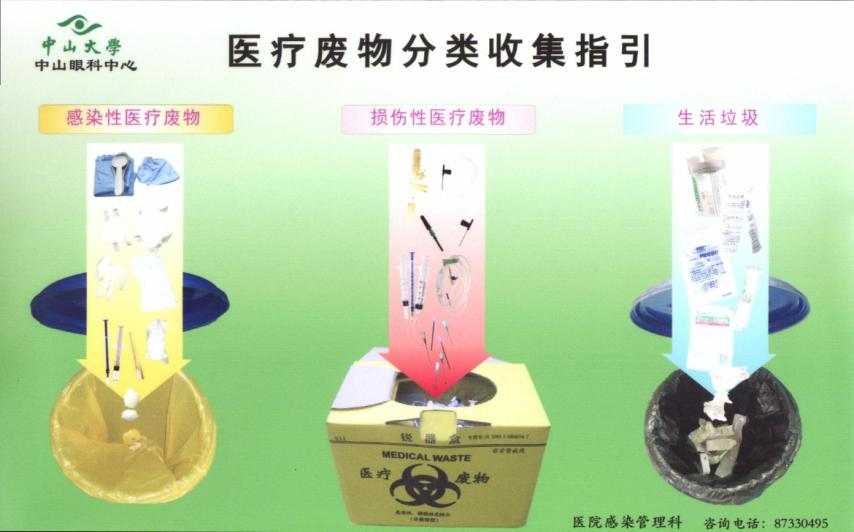 中山大學
中山眼科中心
医疗废物分类收集指引
感染性医疗废物
损伤性医疗废物
生活垃圾
锐器盒
MEDICAL WASTE
医疗 废物
医院感染管理科 咨询电话：87330495